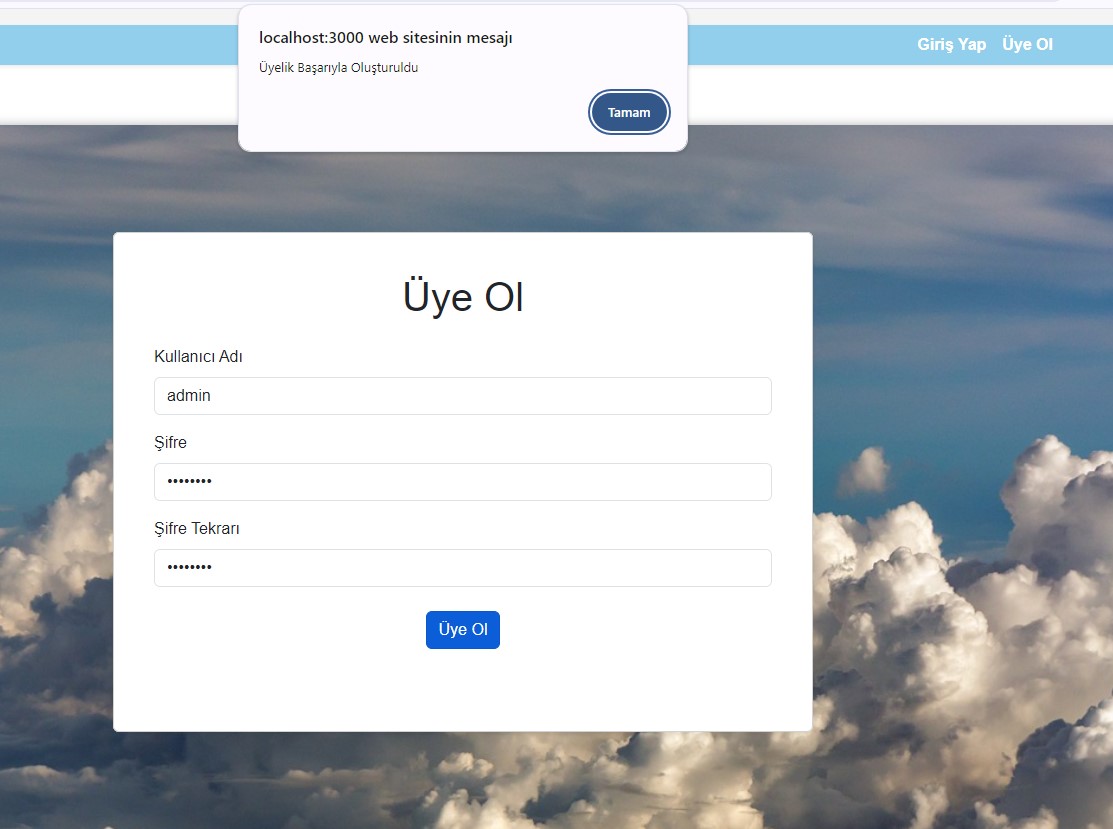 localhost:3000 web sitesinin mesajı
Üyelik Başarıyla Oluşturuldu
Tamam
Giriş Yap Üye Ol
Üye Ol
Kullanıcı Adı
admin
Şifre
••••••••
Şifre Tekrarı
••••••••
Üye Ol